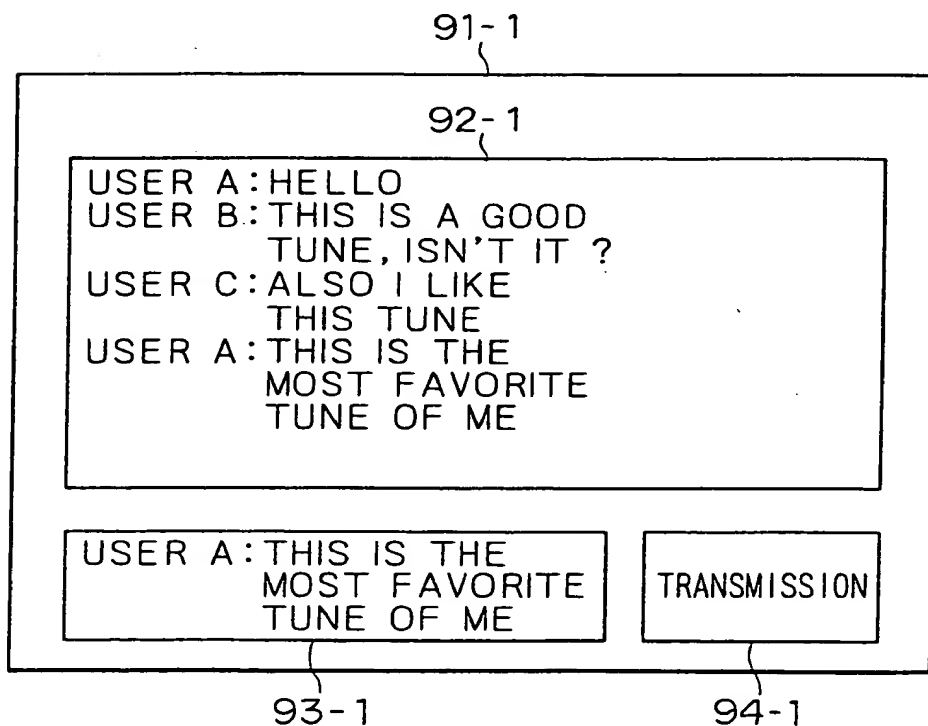 91-1
92-1
USER A:HELLO
USER B:THIS IS A GOOD
TUNE, ISN'T IT ?
USER C:ALSO I LIKE
THIS TUNE
USER A:THIS IS THE
MOST FAVORITE
TUNE OF ME
USER A:THIS IS THE
MOST FAVORITE
TUNE OF ME
TRANSMISSION
93-1
94-1